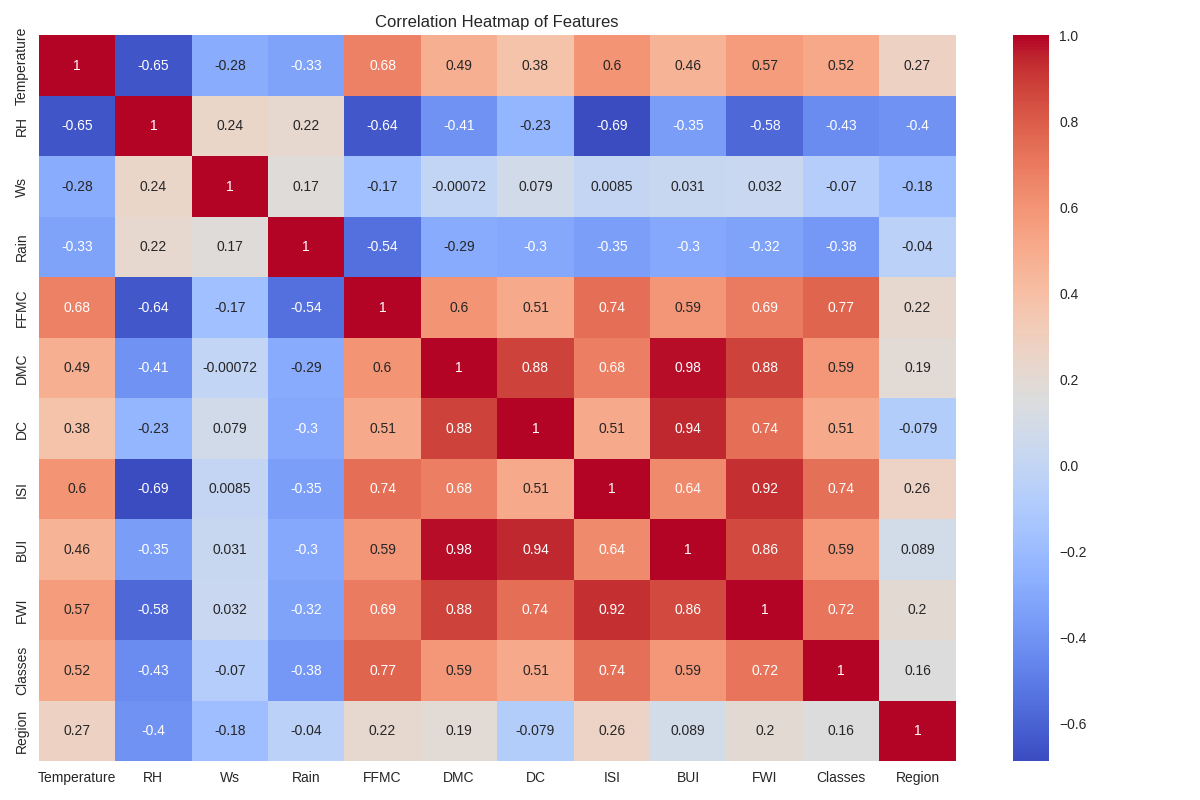 Correlation Heatmap of Features
Temperature 1 -0.65 -0.28 -0.33 0.68 0.49 0.38 0.6 0.46 0.57 0.52 0.27
RH -0.65 1 0.24 0.22 -0.64 -0.41 -0.23 -0.69 -0.35 -0.58 -0.43 -0.4
Ws -0.28 0.24 1 0.17 -0.17 -0.00072 0.079 0.0085 0.031 0.032 -0.07 -0.18
Rain -0.33 0.22 0.17 1 -0.54 -0.29 -0.3 -0.35 -0.3 -0.32 -0.38 -0.04
FFMC 0.68 -0.64 -0.17 -0.54 1 0.6 0.51 0.74 0.59 0.69 0.77 0.22
DMC 0.49 -0.41 -0.00072 -0.29 0.6 1 0.88 0.68 0.98 0.88 0.59 0.19
DC 0.38 -0.23 0.079 -0.3 0.51 0.88 1 0.51 0.94 0.74 0.51 -0.079
ISI 0.6 -0.69 0.0085 -0.35 0.74 0.68 0.51 1 0.64 0.92 0.74 0.26
BUI 0.46 -0.35 0.031 -0.3 0.59 0.98 0.94 0.64 1 0.86 0.59 0.089
FWI 0.57 -0.58 0.032 -0.32 0.69 0.88 0.74 0.92 0.86 1 0.72 0.2
Classes 0.52 -0.43 -0.07 -0.38 0.77 0.59 0.51 0.74 0.59 0.72 1 0.16
Region 0.27 -0.4 -0.18 -0.04 0.22 0.19 -0.079 0.26 0.089 0.2 0.16 1
Temperature RH Ws Rain FFMC DMC DC ISI BUI FWI Classes Region
1.0
0.8
0.6
0.4
0.2
0.0
−0.2
−0.4
−0.6